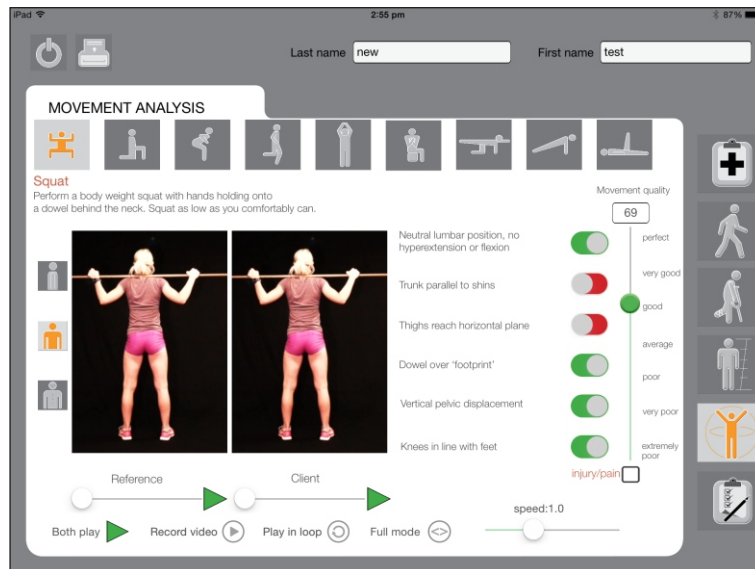 iPad
2:55 pm
87%
Last name
new
First name
test
MOVEMENT ANALYSIS
Squat
Perform a body weight squat with hands holding onto
a dowel behind the neck. Squat as low as you comfortably can.
Movement quality
69
Neutral lumbar position, no
hyperextension or flexion
Trunk parallel to shins
Thighs reach horizontal plane
Dowel over ‘footprint’
Vertical pelvic displacement
Knees in line with feet
perfect
very good
good
average
poor
very poor
extremely
poor
injury/pain
Reference
Client
Both play
Record video
Play in loop
Full mode
speed:1.0